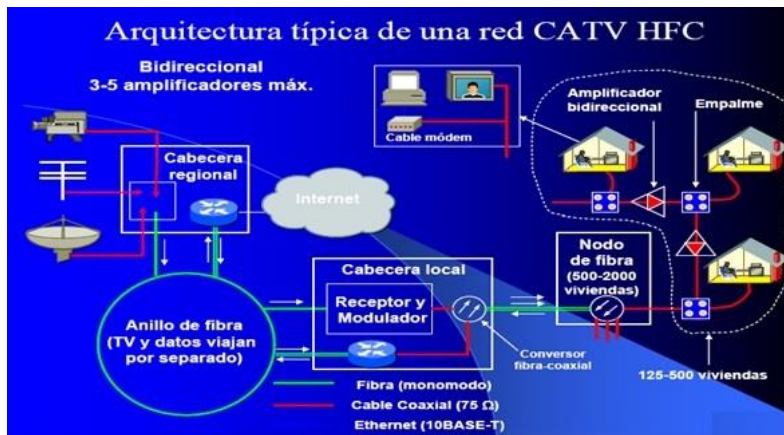 Arquitectura típica de una red CATV HFC
Bidireccional
3-5 amplificadores máx.
Cable módem
Amplificador
bidireccional
Empalme
Cabecera
regional
Internet
Cabecera local
Receptor y
Modulador
Nodo
de fibra
(500-2000
viviendas)
Anillo de fibra
(TV y datos viajan
por separado)
Conversor
fibra-coaxial
125-500 viviendas
Fibra (monomodo)
Cable Coaxial (75 Ω)
Ethernet (10BASE-T)